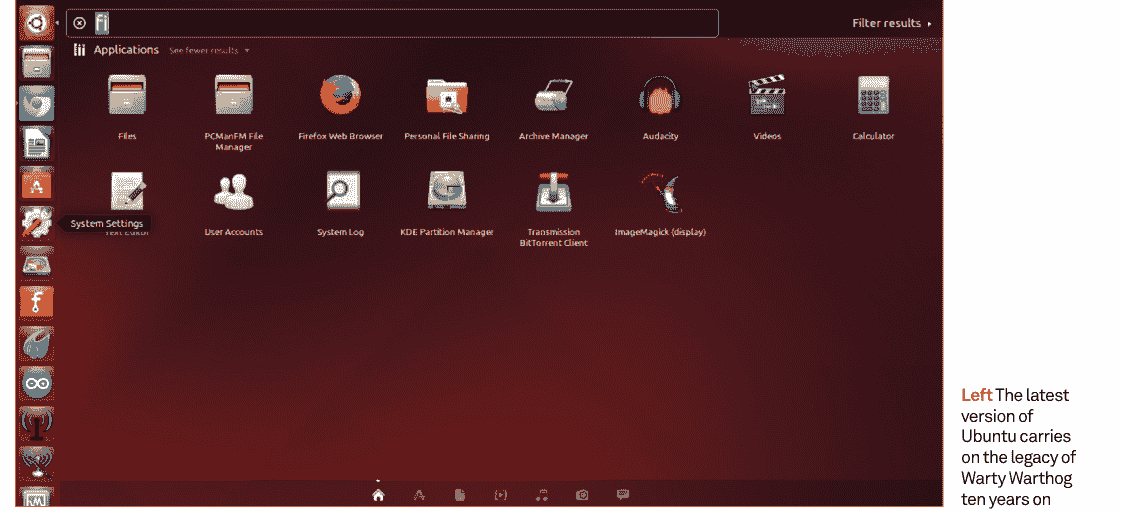 fi
Filter results
Applications See fewer results
Files
PCManFM File
Manager
Firefox Web Browser
Personal File Sharing
Archive Manager
Audacity
Videos
Calculator
System Settings
Text Editor
User Accounts
System Log
KDE Partition Manager
Transmission
BitTorrent Client
ImageMagick (display)
Left The latest
version of
Ubuntu carries
on the legacy of
Warty Warthog
ten years on